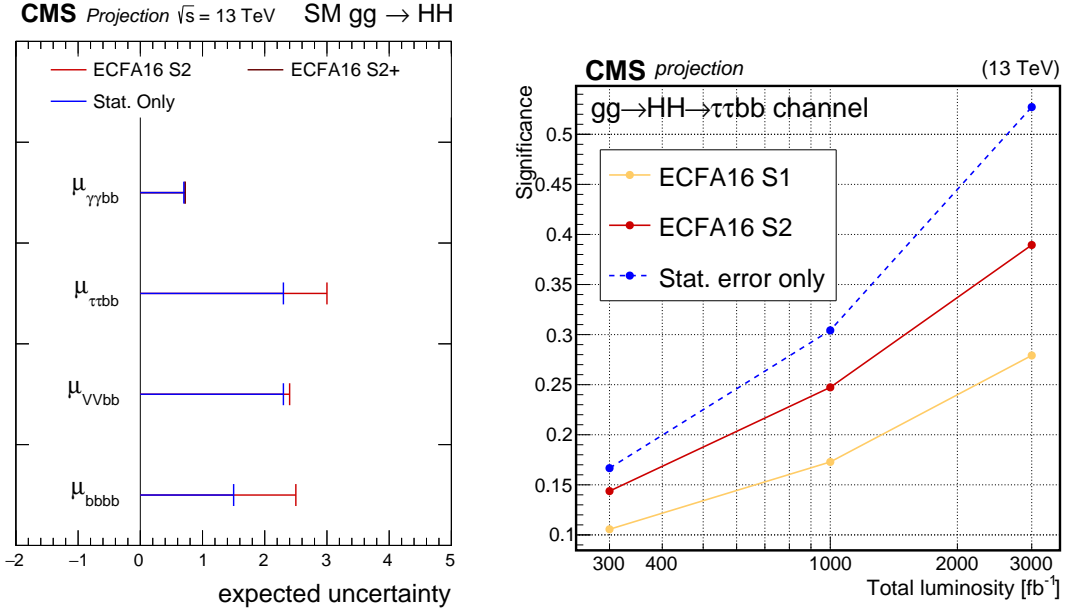 CMS Projection √s = 13 TeV SM gg → HH
ECFA16 S2 ECFA16 S2+
Stat. Only
μγγbb
μττbb
μVVbb
μbbbb
−2 −1 0 1 2 3 4 5
expected uncertainty
CMS projection (13 TeV)
gg→HH→ττbb channel
Significance
ECFA16 S1
ECFA16 S2
Stat. error only
0.5
0.45
0.4
0.35
0.3
0.25
0.2
0.15
0.1
300 400 1000 2000 3000
Total luminosity [fb⁻¹]